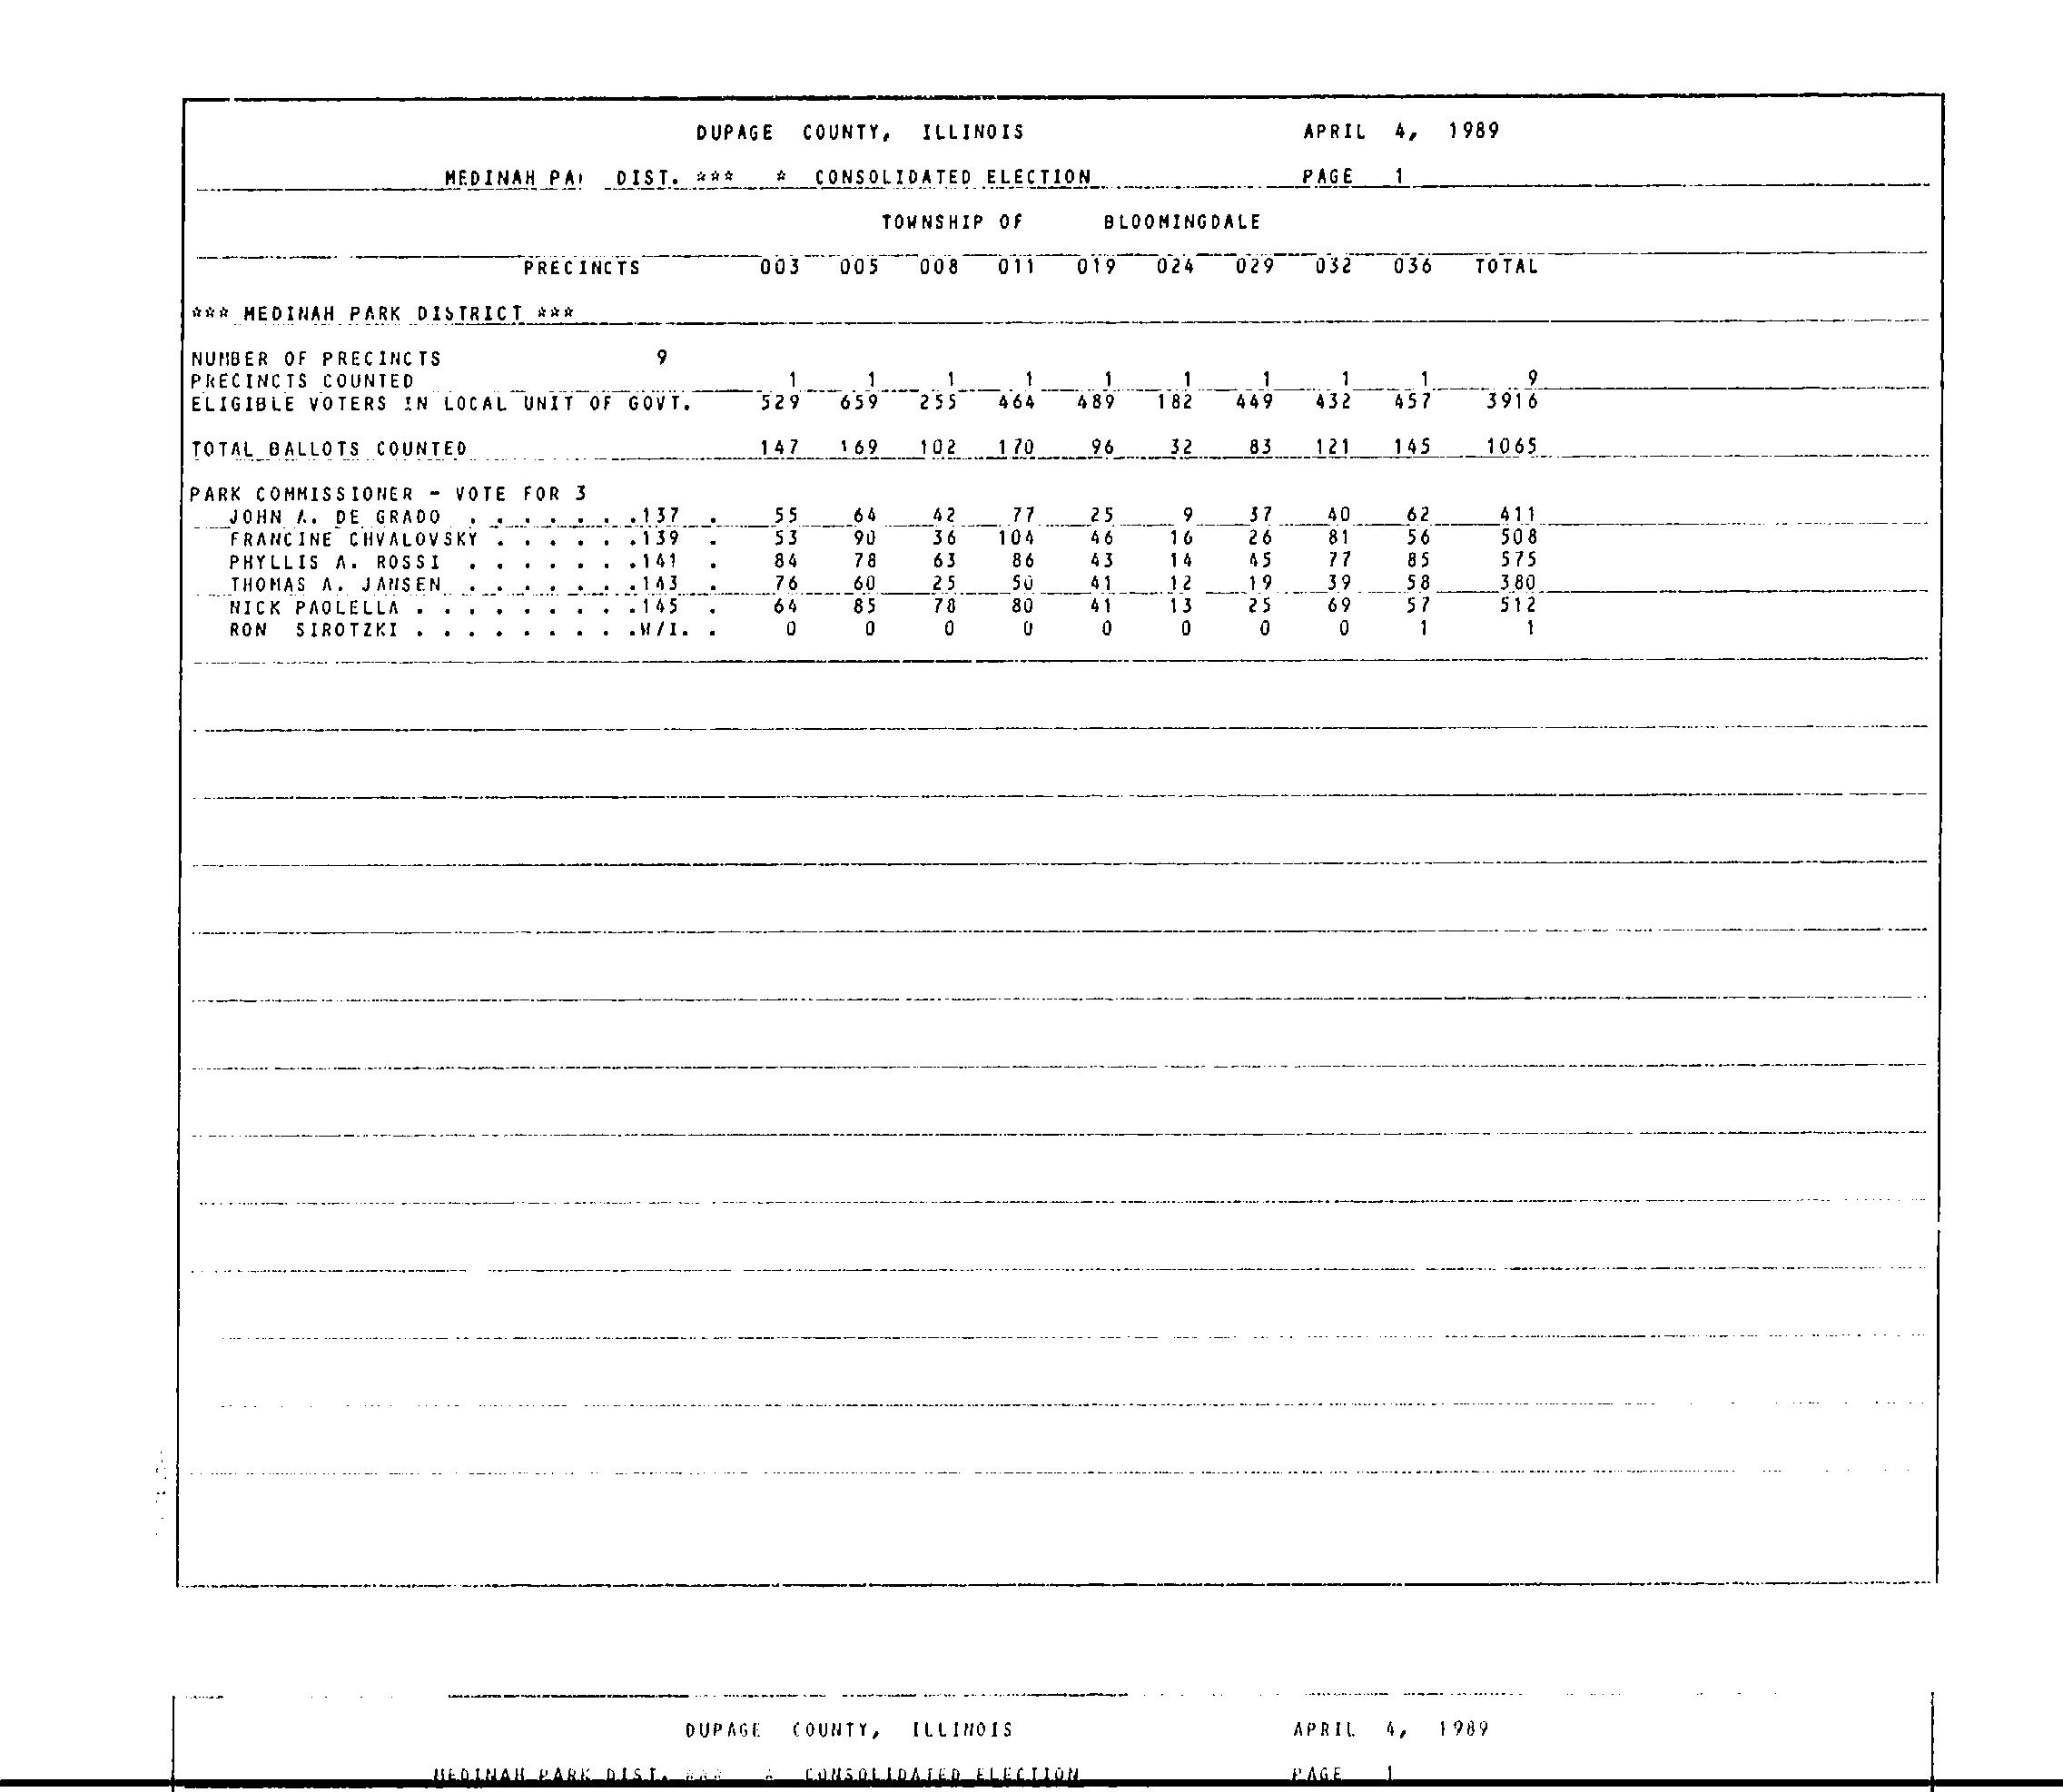 DUPAGE COUNTY, ILLINOIS APRIL 4, 1989
MEDINAH DIST. *** * CONSOLIDATED ELECTION PAGE 1
TOWNSHIP OF BLOOMINGDALE
PRECINCTS 003 005 008 011 019 024 029 032 036 TOTAL
*** MEDINAH PARK DISTRICT ***
NUMBER OF PRECINCTS 9
PRECINCTS COUNTED 1 1 1 1 1 1 1 1 1 9
ELIGIBLE VOTERS IN LOCAL UNIT OF GOVT. 529 659 255 464 489 182 449 432 457 3916
TOTAL BALLOTS COUNTED 147 169 102 170 96 32 83 121 145 1065
PARK COMMISSIONER - VOTE FOR 3
JOHN A. DE GRADO . . . . . . .137 . 55 64 42 77 25 9 37 40 62 411
FRANCINE CHVALOVSKY . . . . . .139 . 53 90 36 104 46 16 26 81 56 508
PHYLLIS A. ROSSI . . . . . . .141 . 84 78 63 86 43 14 45 77 85 575
THOMAS A. JANSEN . . . . . . .143 . 76 60 25 50 41 12 19 39 58 380
NICK PAOLELLA . . . . . . . . .145 . 64 85 78 80 41 13 25 69 57 512
RON SIROTZKI . . . . . . . . .W/I. . 0 0 0 0 0 0 0 0 1 1
DUPAGE COUNTY, ILLINOIS APRIL 4, 1989
MEDINAH PARK DIST. *** * CONSOLIDATED ELECTION PAGE 1